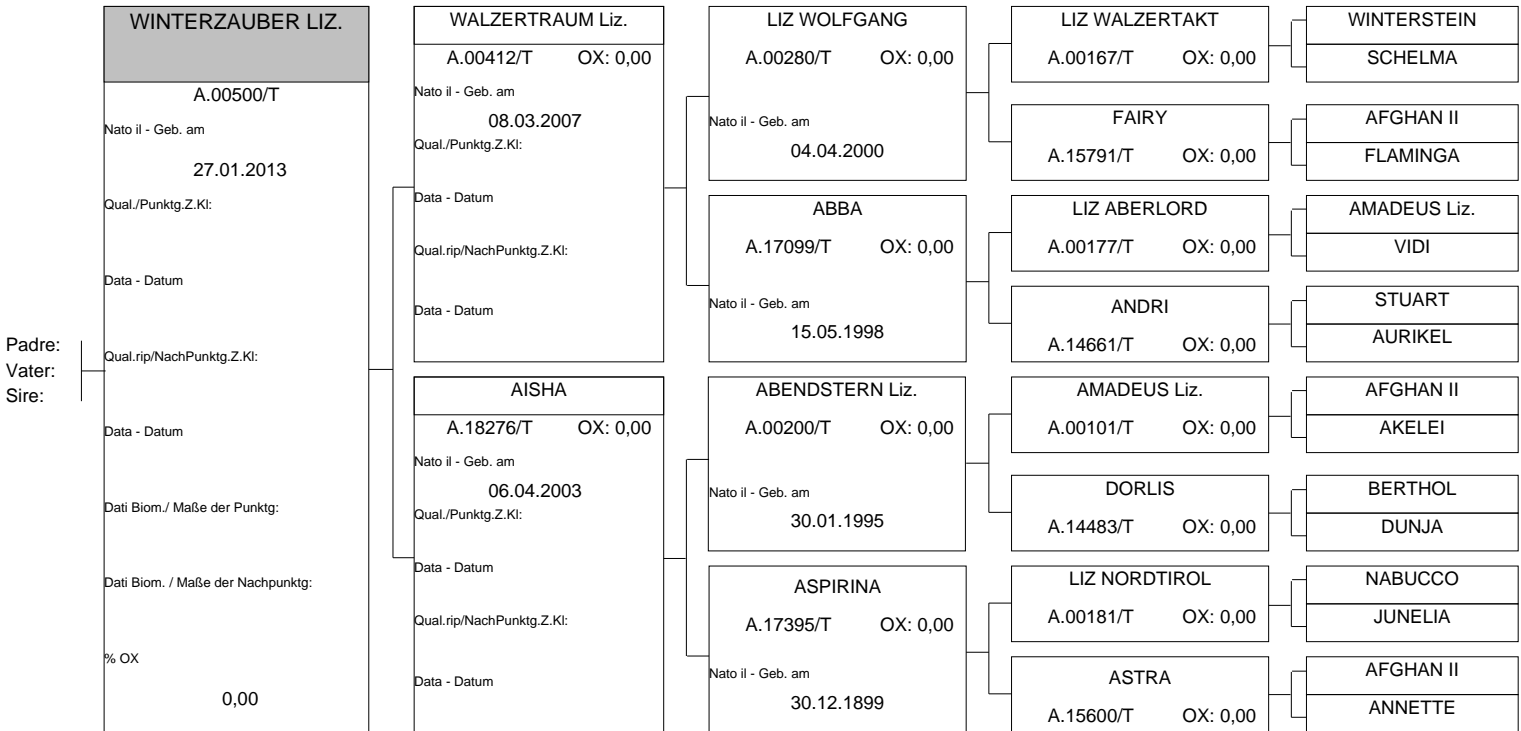 Padre:
Vater:
Sire:
WINTERZAUBER LIZ.
A.00500/T
Nato il - Geb. am
27.01.2013
Qual./Punktg.Z.Kl:
Data - Datum
Qual.rip/NachPunktg.Z.Kl:
Data - Datum
Dati Biom./ Maße der Punktg:
Dati Biom. / Maße der Nachpunktg:
% OX
0,00
WALZERTRAUM Liz.
A.00412/T OX: 0,00
Nato il - Geb. am
08.03.2007
Qual./Punktg.Z.Kl:
Data - Datum
Qual.rip/NachPunktg.Z.Kl:
Data - Datum
AISHA
A.18276/T OX: 0,00
Nato il - Geb. am
06.04.2003
Qual./Punktg.Z.Kl:
Data - Datum
Qual.rip/NachPunktg.Z.Kl:
Data - Datum
LIZ WOLFGANG
A.00280/T OX: 0,00
Nato il - Geb. am
04.04.2000
ABBA
A.17099/T OX: 0,00
Nato il - Geb. am
15.05.1998
ABENDSTERN Liz.
A.00200/T OX: 0,00
Nato il - Geb. am
30.01.1995
ASPIRINA
A.17395/T OX: 0,00
Nato il - Geb. am
30.12.1899
LIZ WALZERTAKT
A.00167/T OX: 0,00
FAIRY
A.15791/T OX: 0,00
LIZ ABERLORD
A.00177/T OX: 0,00
ANDRI
A.14661/T OX: 0,00
AMADEUS Liz.
A.00101/T OX: 0,00
DORLIS
A.14483/T OX: 0,00
LIZ NORDTIROL
A.00181/T OX: 0,00
ASTRA
A.15600/T OX: 0,00
WINTERSTEIN
SCHELMA
AFGHAN II
FLAMINGA
AMADEUS Liz.
VIDI
STUART
AURIKEL
AFGHAN II
AKELEI
BERTHOL
DUNJA
NABUCCO
JUNELIA
AFGHAN II
ANNETTE